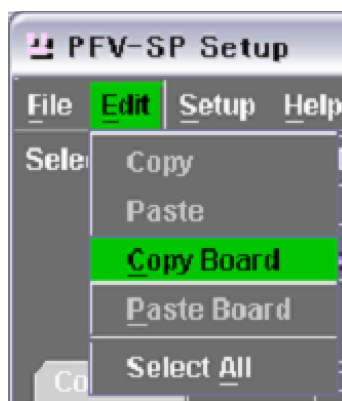 PFV-SP Setup
File Edit Setup Help
Copy
Paste
Copy Board
Paste Board
Select All